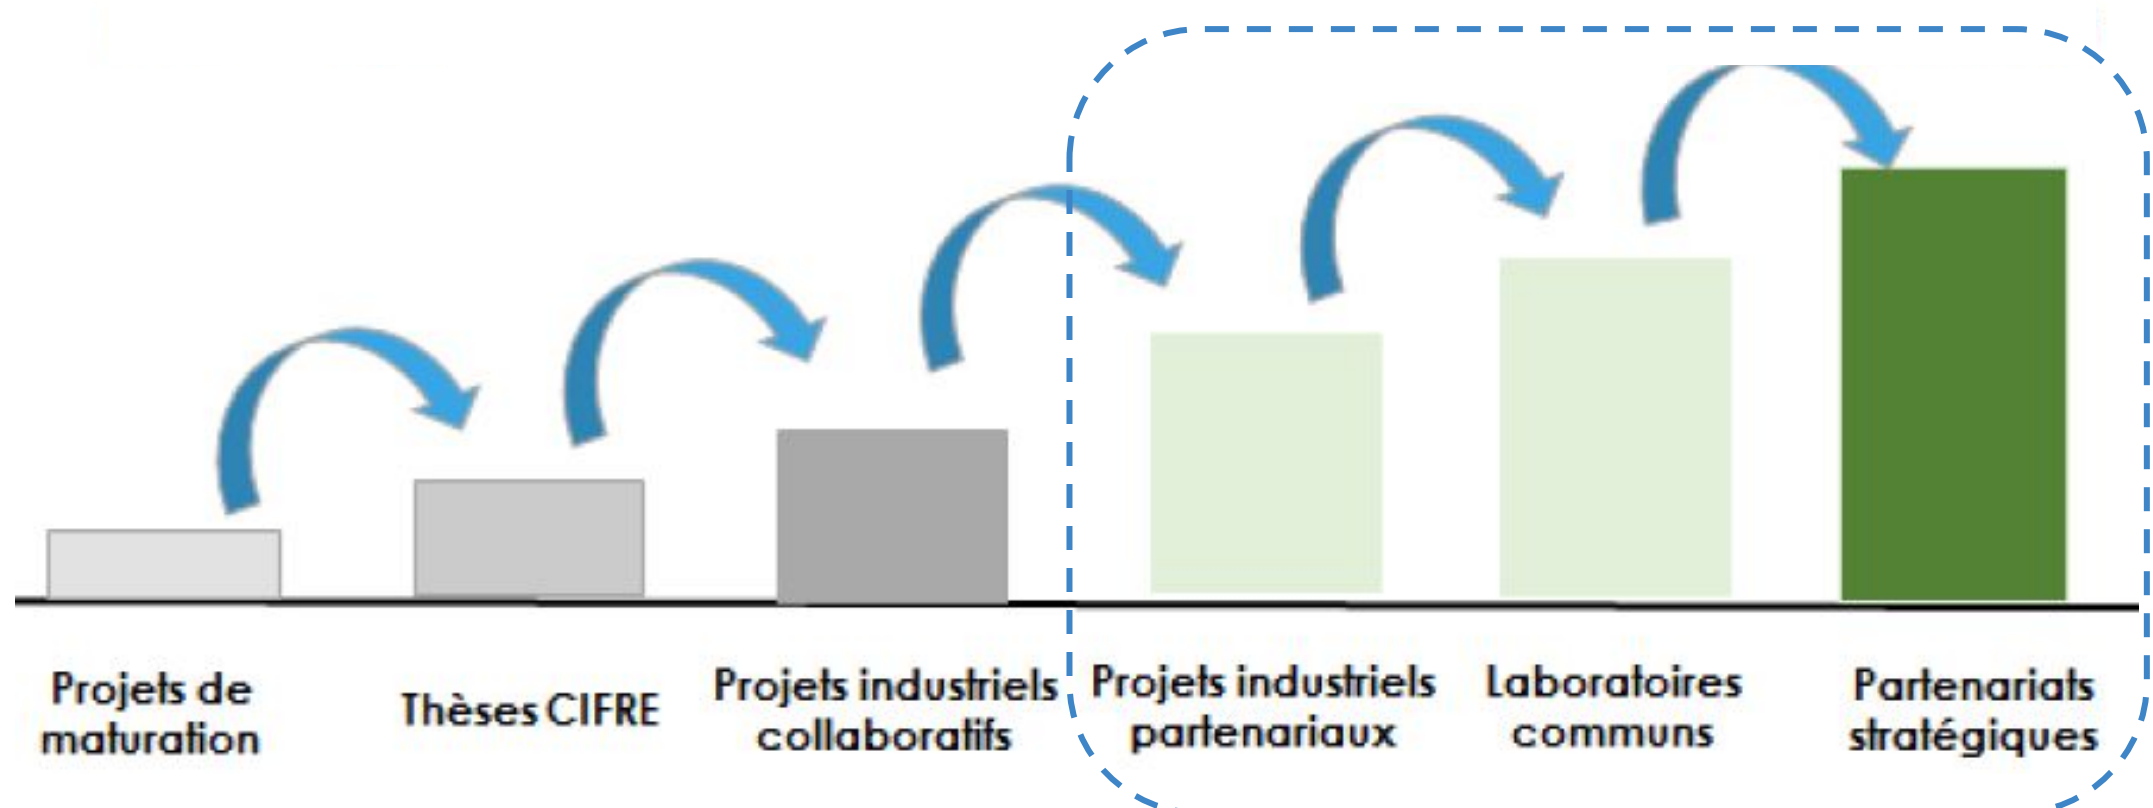 Projets de
maturation
Thèses CIFRE
Projets industriels
collaboratifs
Projets industriels
partenariaux
Laboratoires
communs
Partenariats
stratégiques